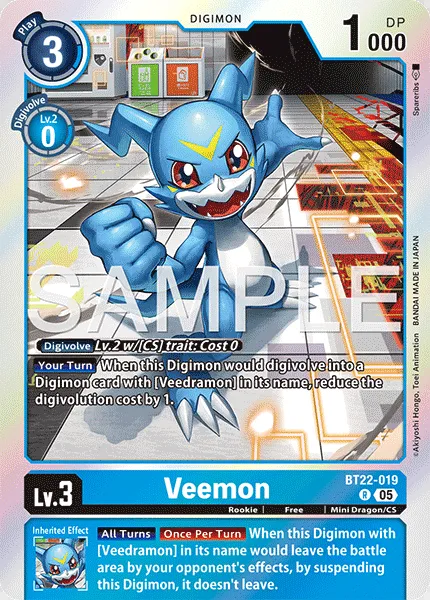 DIGIMON
Play
3
1000
DP
Digivolve
Lv.2
0
Spareribs
SAMPLE
Digivolve Lv.2 w/[CS] trait: Cost 0
Your Turn When this Digimon would digivolve into a
Digimon card with [Veedramon] in its name, reduce the
digivolution cost by 1.
©Akiyoshi Hongo, Toei Animation BANDAI MADE IN JAPAN
Lv.3
Veemon
BT22-019
R 05
Rookie | Free | Mini Dragon/CS
Inherited Effect
All Turns Once Per Turn When this Digimon with
[Veedramon] in its name would leave the battle
area by your opponent's effects, by suspending
this Digimon, it doesn't leave.